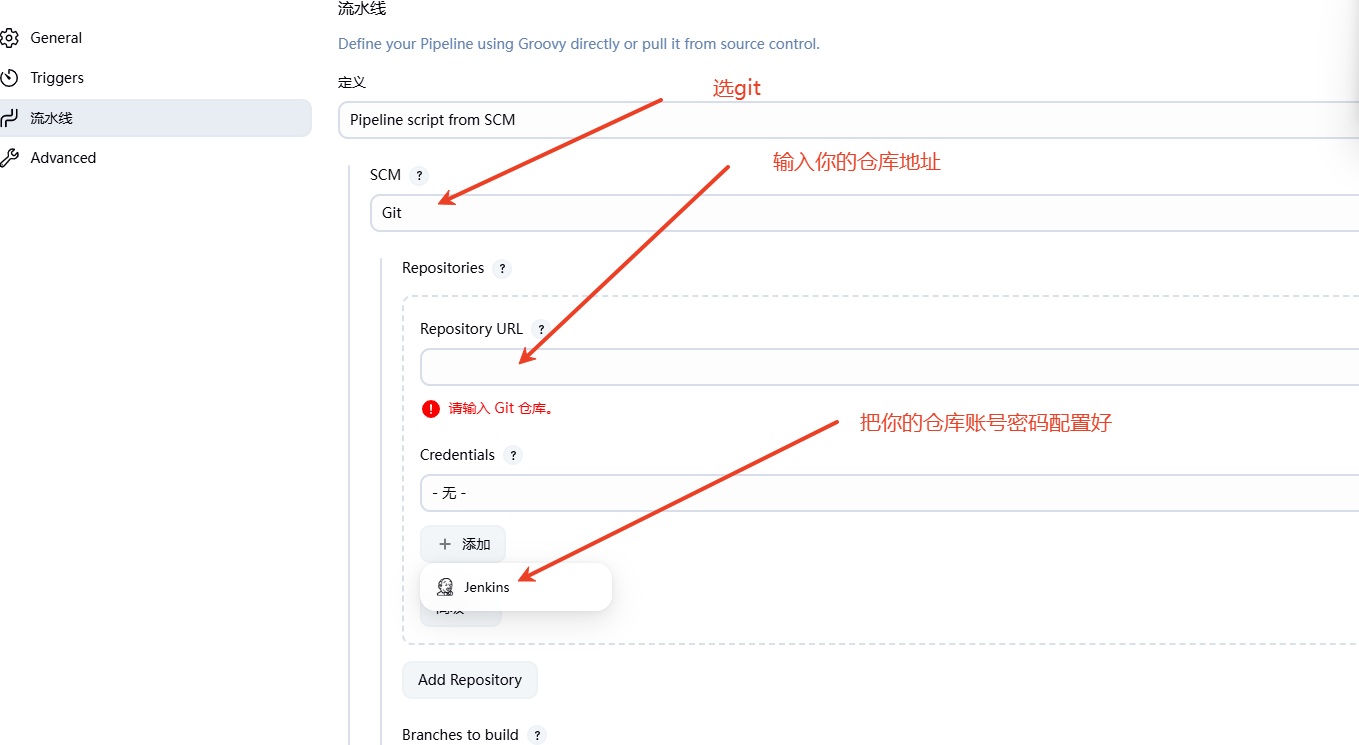 流水线
General
Define your Pipeline using Groovy directly or pull it from source control.
Triggers
定义
选git
流水线
Pipeline script from SCM
Advanced
输入你的仓库地址
SCM ?
Git
Repositories ?
Repository URL ?
请输入 Git 仓库。
把你的仓库账号密码配置好
Credentials ?
- 无 -
+ 添加
Jenkins
Add Repository
Branches to build ?